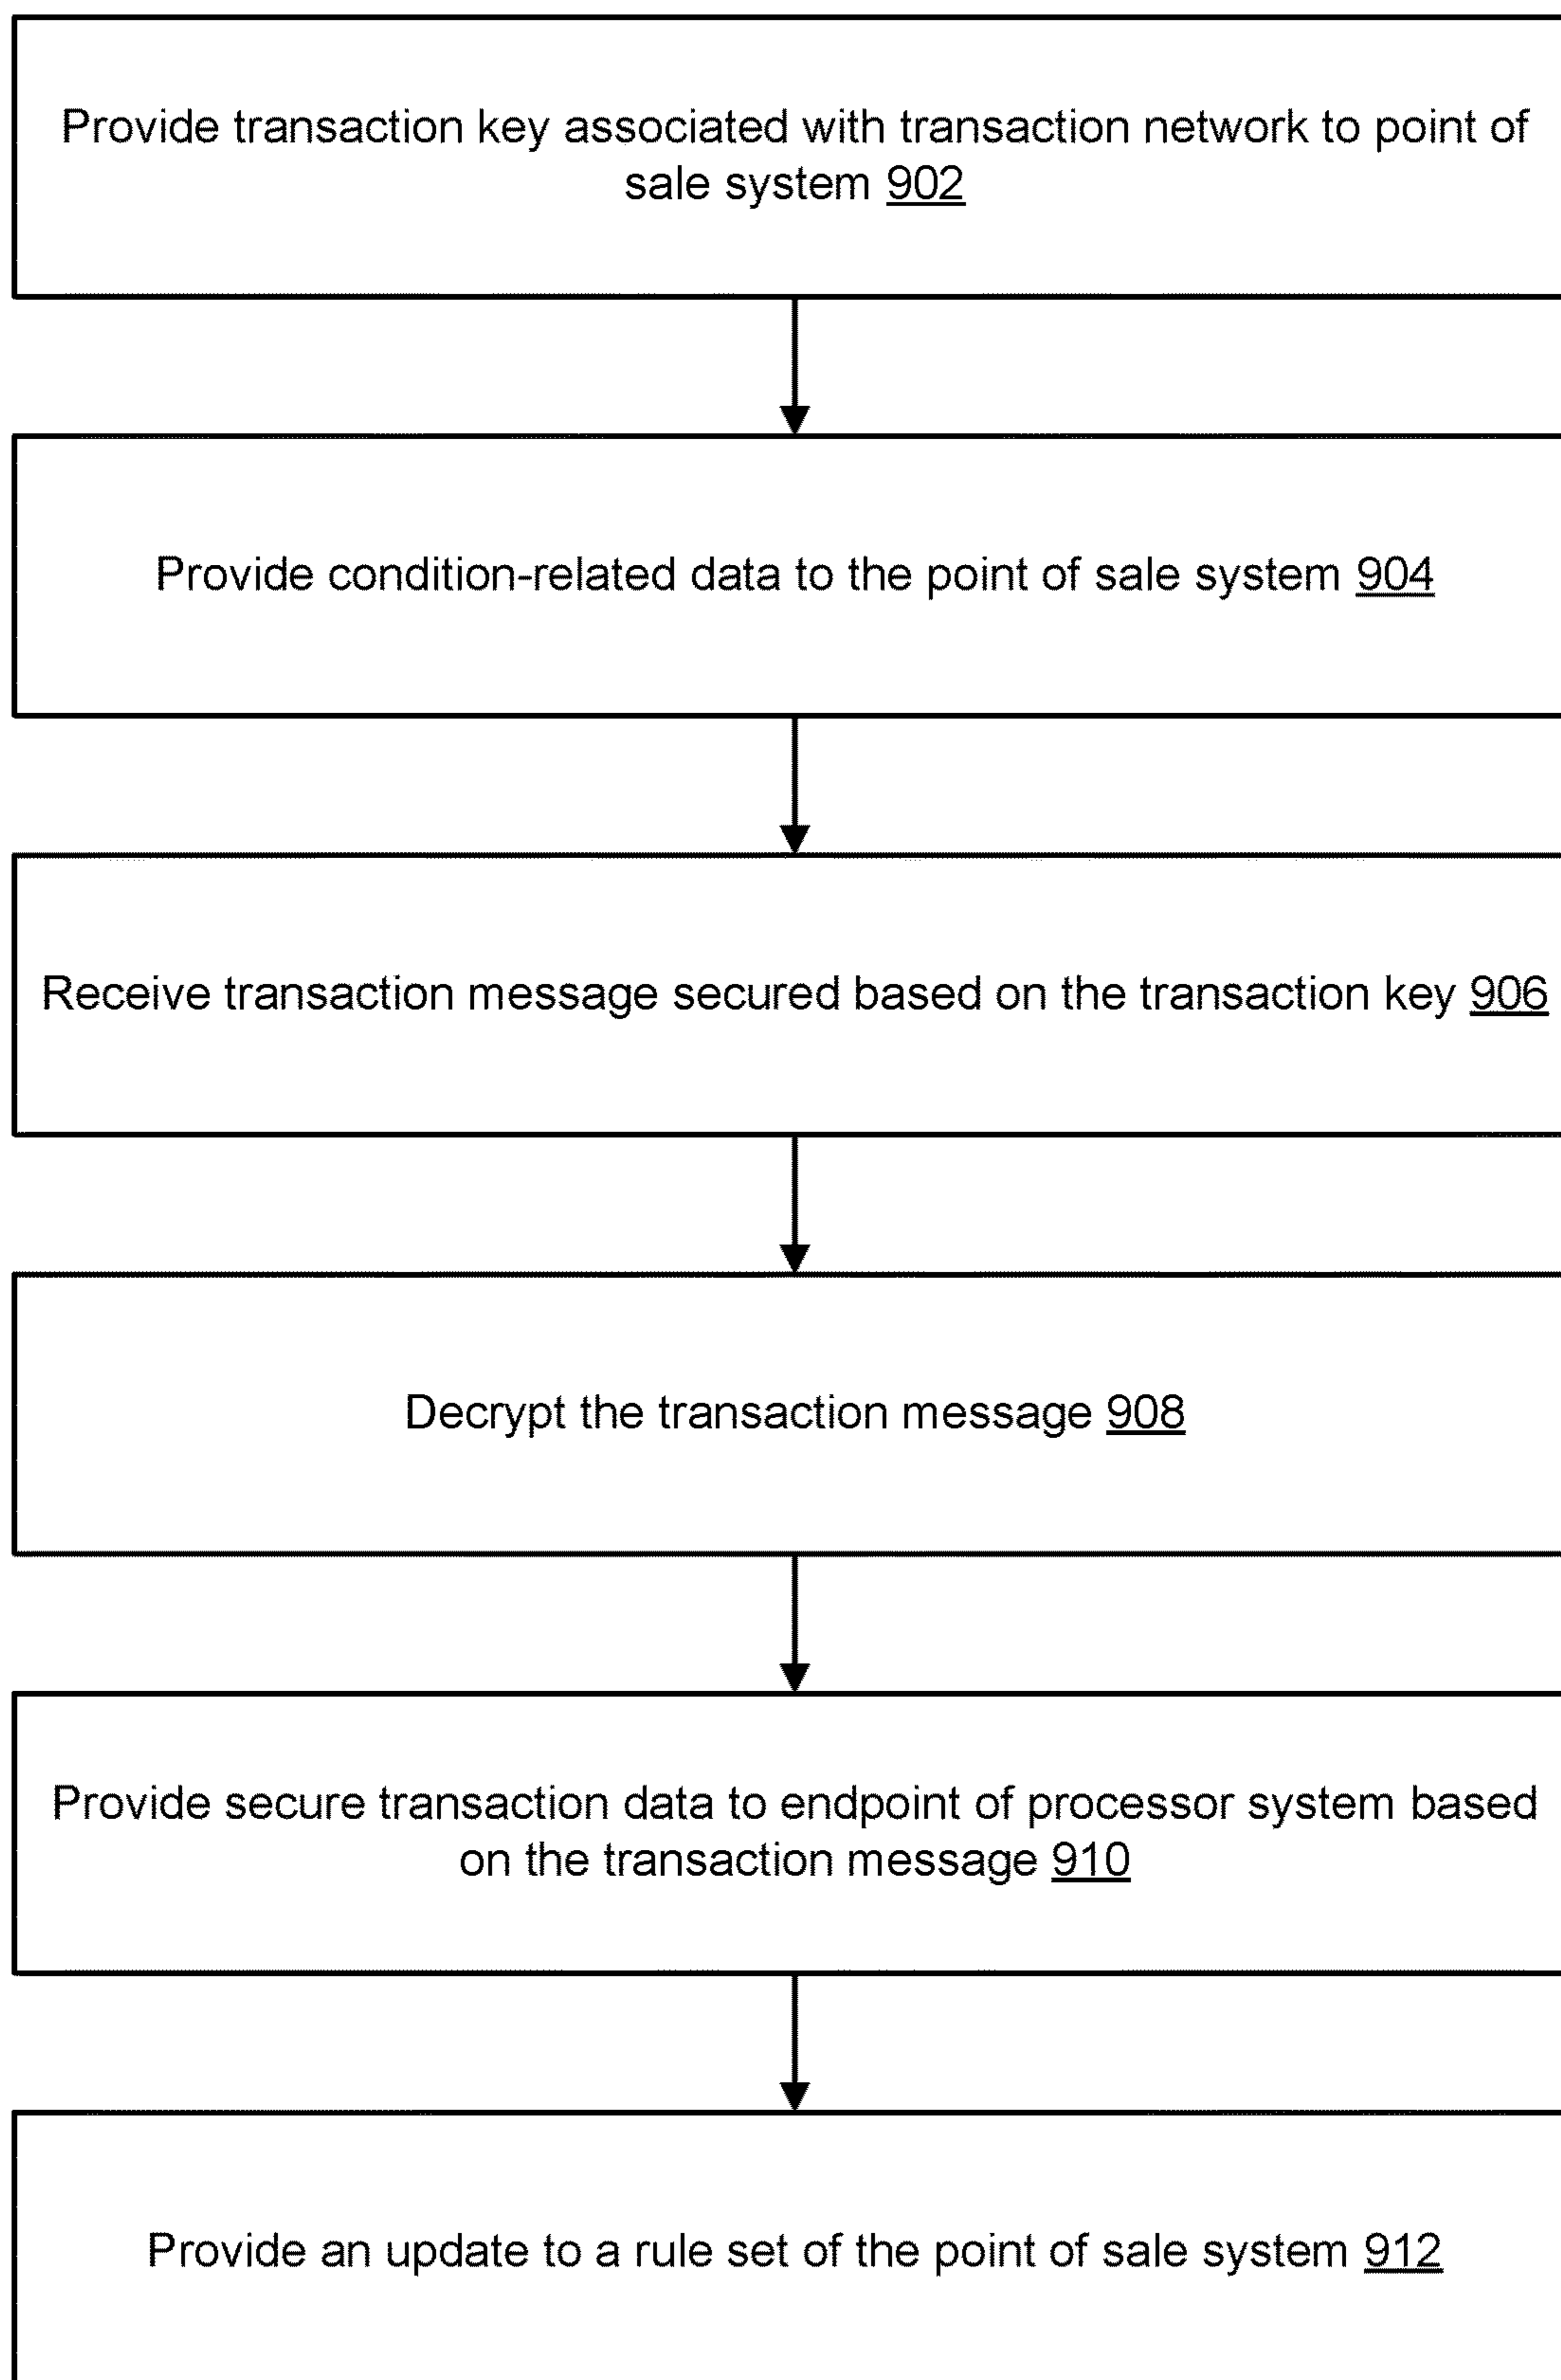 Provide transaction key associated with transaction network to point of
sale system 902
Provide condition-related data to the point of sale system 904
Receive transaction message secured based on the transaction key 906
Decrypt the transaction message 908
Provide secure transaction data to endpoint of processor system based
on the transaction message 910
Provide an update to a rule set of the point of sale system 912